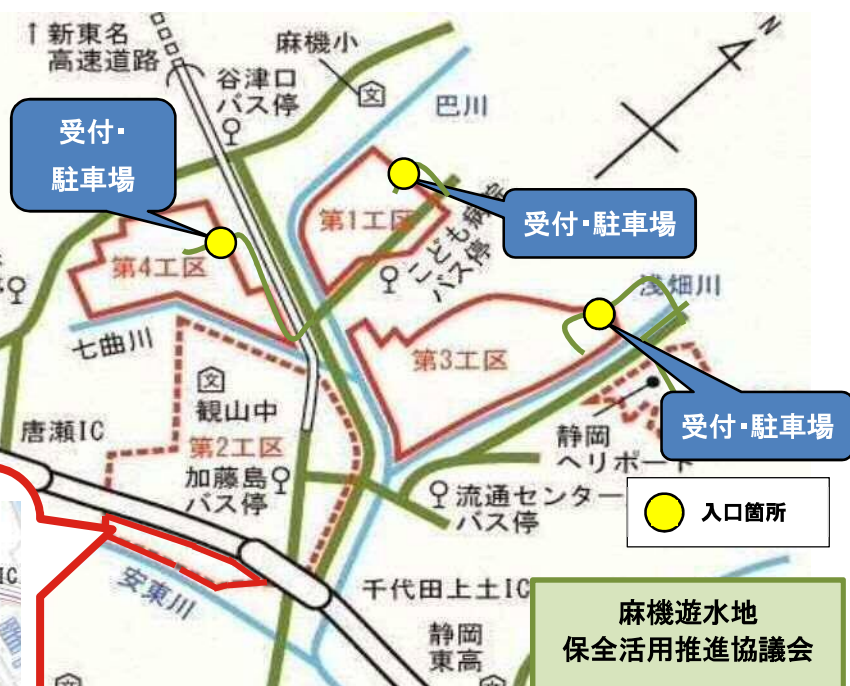 ↑新東名
高速道路
麻機小
文
谷津口
バス停
巴川
N
受付・
駐車場
受付・駐車場
第1工区
こども病院
バス停
第4工区
浅畑川
七曲川
第3工区
文
観山中
受付・駐車場
静岡
ヘリポート
唐瀬IC
第2工区
加藤島
バス停
流通センター
バス停
入口箇所
IC
安東川
千代田上土IC
静岡
東高
文
文
麻機遊水地
保全活用推進協議会